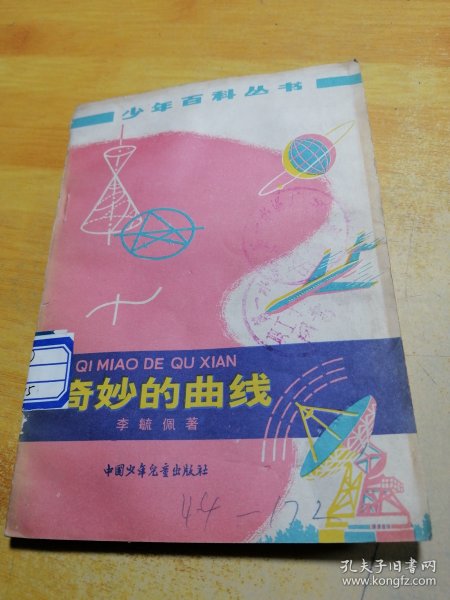 少年百科丛书
QI MIAO DE QU XIAN
奇妙的曲线
李毓佩著
中国少年儿童出版社
44-172
孔夫子旧书网
www.kongfz.com